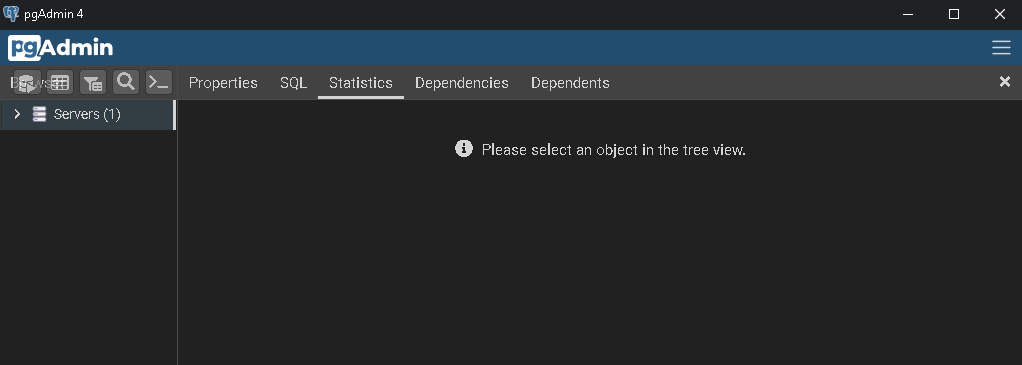 pgAdmin 4
pgAdmin
Browser Properties SQL Statistics Dependencies Dependents
Servers (1)
Please select an object in the tree view.